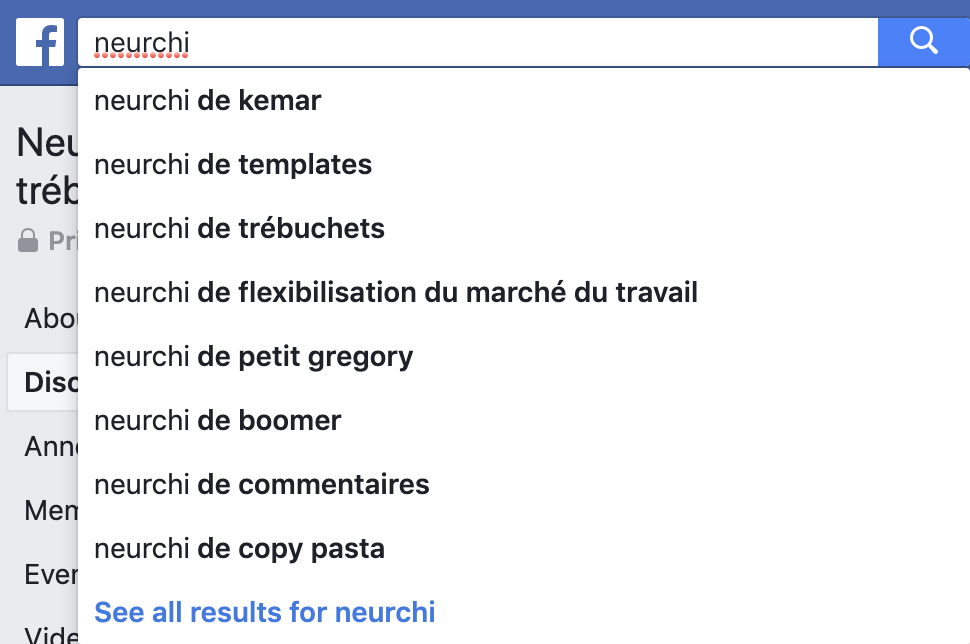 neurchi
neurchi de kemar
neurchi de templates
neurchi de trébuchets
neurchi de flexibilisation du marché du travail
neurchi de petit gregory
neurchi de boomer
neurchi de commentaires
neurchi de copy pasta
See all results for neurchi